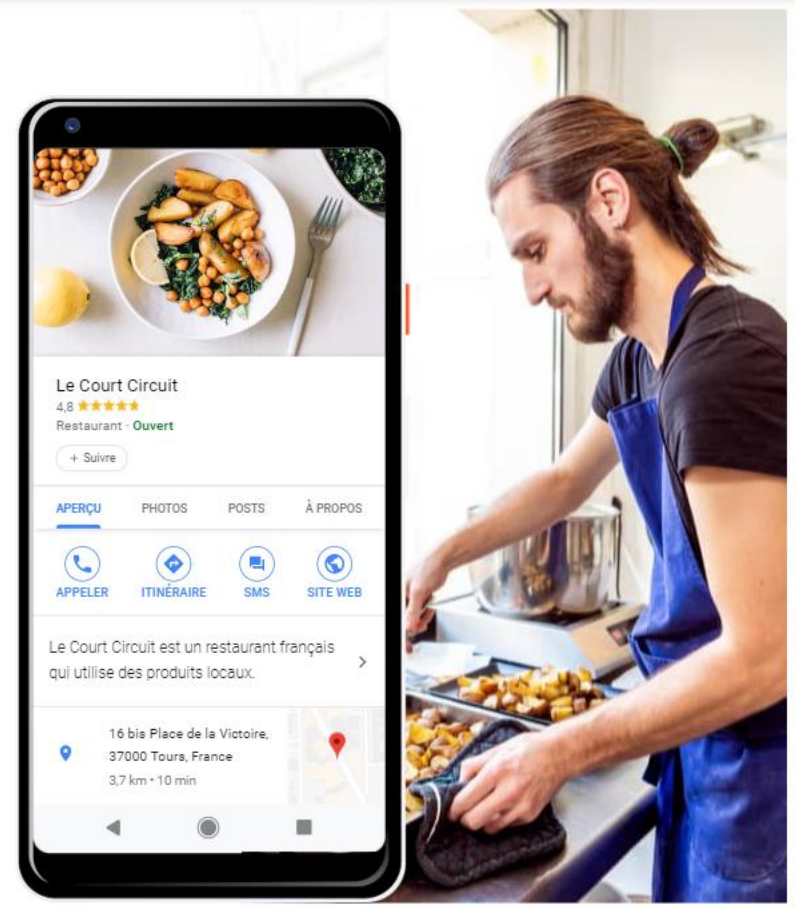 Le Court Circuit
4,8
Restaurant - Ouvert
+ Suivre
APERÇU PHOTOS POSTS À PROPOS
APPELER ITINÉRAIRE SMS SITE WEB
Le Court Circuit est un restaurant français
qui utilise des produits locaux.
16 bis Place de la Victoire,
37000 Tours, France
3,7 km • 10 min